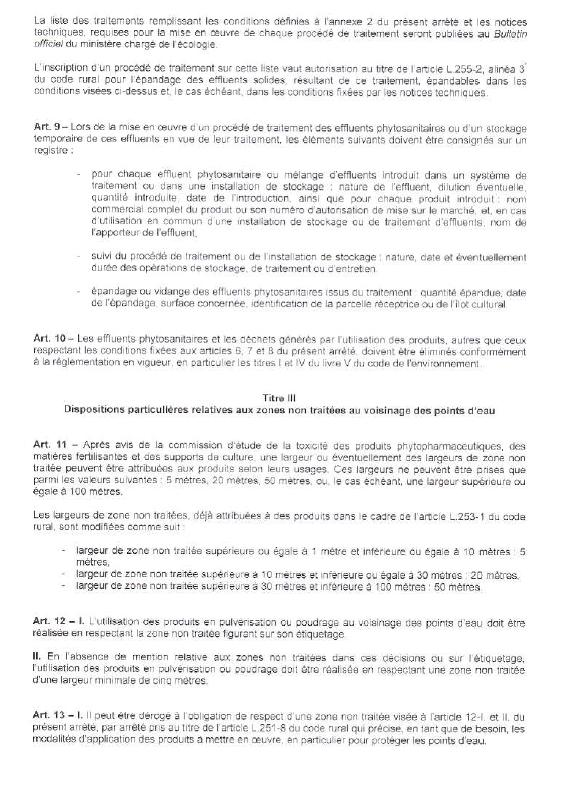 La liste des traitements remplissant les conditions définies à l'annexe 2 du présent arrêté et les notices
techniques, requises pour la mise en œuvre de chaque procédé de traitement seront publiées au Bulletin
officiel du ministère chargé de l'écologie.
L'inscription d'un procédé de traitement sur cette liste vaut autorisation au titre de l'article L.255-2, alinéa 3°
du code rural pour l'épandage des effluents solides, résultant de ce traitement, épandables dans les
conditions visées ci-dessus et, le cas échéant, dans les conditions fixées par les notices techniques.
Art. 9 – Lors de la mise en œuvre d'un procédé de traitement des effluents phytosanitaires ou d'un stockage
temporaire de ces effluents en vue de leur traitement, les éléments suivants doivent être consignés sur un
registre :
- pour chaque effluent phytosanitaire ou mélange d'effluents introduit dans un système de
traitement ou dans une installation de stockage : nature de l'effluent, dilution éventuelle,
quantité introduite, date de l'introduction, ainsi que pour chaque produit introduit : nom
commercial complet du produit ou son numéro d'autorisation de mise sur le marché, et, en cas
d'utilisation en commun d'une installation de stockage ou de traitement d'effluents, nom de
l'apporteur de l'effluent,
- suivi du procédé de traitement ou de l'installation de stockage : nature, date et éventuellement
durée des opérations de stockage, de traitement ou d'entretien.
- épandage ou vidange des effluents phytosanitaires issus du traitement : quantité épandue, date
de l'épandage, surface concernée, identification de la parcelle réceptrice ou de l'îlot cultural.
Art. 10 – Les effluents phytosanitaires et les déchets générés par l'utilisation des produits, autres que ceux
respectant les conditions fixées aux articles 6, 7 et 8 du présent arrêté, doivent être éliminés conformément
à la réglementation en vigueur, en particulier les titres I et IV du livre V du code de l'environnement.
Titre III
Dispositions particulières relatives aux zones non traitées au voisinage des points d'eau
Art. 11 – Après avis de la commission d'étude de la toxicité des produits phytopharmaceutiques, des
matières fertilisantes et des supports de culture, une largeur ou éventuellement des largeurs de zone non
traitée peuvent être attribuées aux produits selon leurs usages. Ces largeurs ne peuvent être prises que
parmi les valeurs suivantes : 5 mètres, 20 mètres, 50 mètres, ou, le cas échéant, une largeur supérieure ou
égale à 100 mètres.
Les largeurs de zone non traitées, déjà attribuées à des produits dans le cadre de l'article L.253-1 du code
rural, sont modifiées comme suit :
- largeur de zone non traitée supérieure ou égale à 1 mètre et inférieure ou égale à 10 mètres : 5
mètres,
- largeur de zone non traitée supérieure à 10 mètres et inférieure ou égale à 30 mètres : 20 mètres,
- largeur de zone non traitée supérieure à 30 mètres et inférieure à 100 mètres : 50 mètres.
Art. 12 – I. L'utilisation des produits en pulvérisation ou poudrage au voisinage des points d'eau doit être
réalisée en respectant la zone non traitée figurant sur son étiquetage.
II. En l'absence de mention relative aux zones non traitées dans ces décisions ou sur l'étiquetage,
l'utilisation des produits en pulvérisation ou poudrage doit être réalisée en respectant une zone non traitée
d'une largeur minimale de cinq mètres.
Art. 13 – I. Il peut être dérogé à l'obligation de respect d'une zone non traitée visée à l'article 12-I. et II. du
présent arrêté, par arrêté pris au titre de l'article L.251-8 du code rural qui précise, en tant que de besoin, les
modalités d'application des produits à mettre en œuvre, en particulier pour protéger les points d'eau.